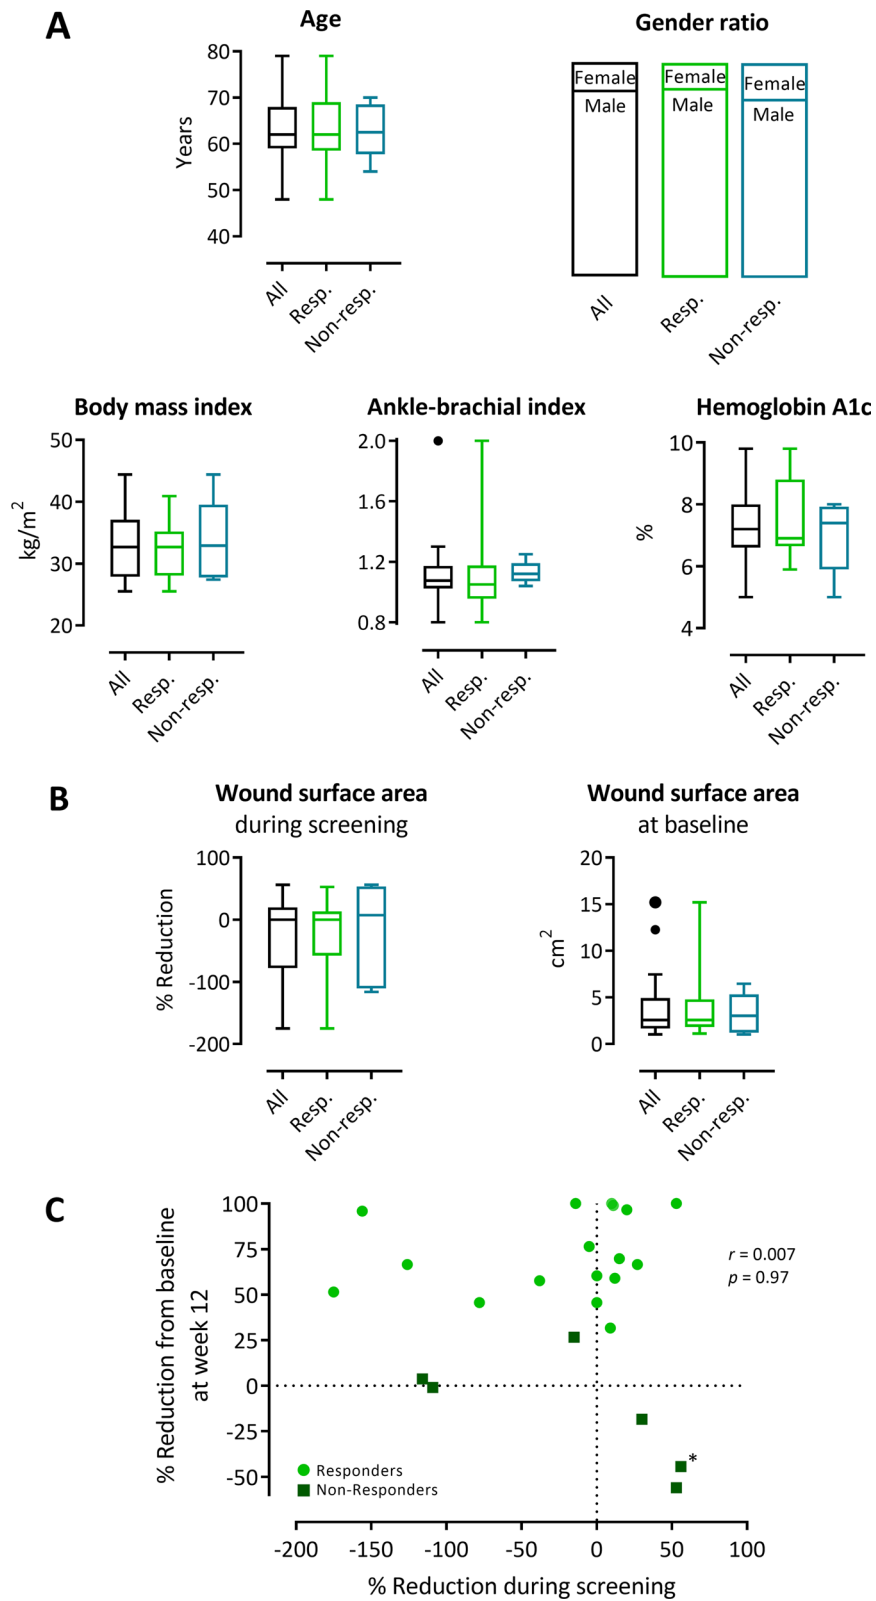 A
Age
Gender ratio
80
70
60
50
40
Years
All
Resp.
Non-resp.
Female
Male
Female
Male
Female
Male
All
Resp.
Non-resp.
Body mass index
50
40
30
20
kg/m²
All
Resp.
Non-resp.
Ankle-brachial index
2.0
1.6
1.2
0.8
All
Resp.
Non-resp.
Hemoglobin A1c
10
8
6
4
%
All
Resp.
Non-resp.
B
Wound surface area
during screening
100
0
-100
-200
% Reduction
All
Resp.
Non-resp.
Wound surface area
at baseline
20
15
10
5
0
cm²
All
Resp.
Non-resp.
C
% Reduction from baseline
at week 12
100
75
50
25
0
-25
-50
r = 0.007
p = 0.97
*
Responders
Non-Responders
-200
-150
-100
-50
0
50
100
% Reduction during screening